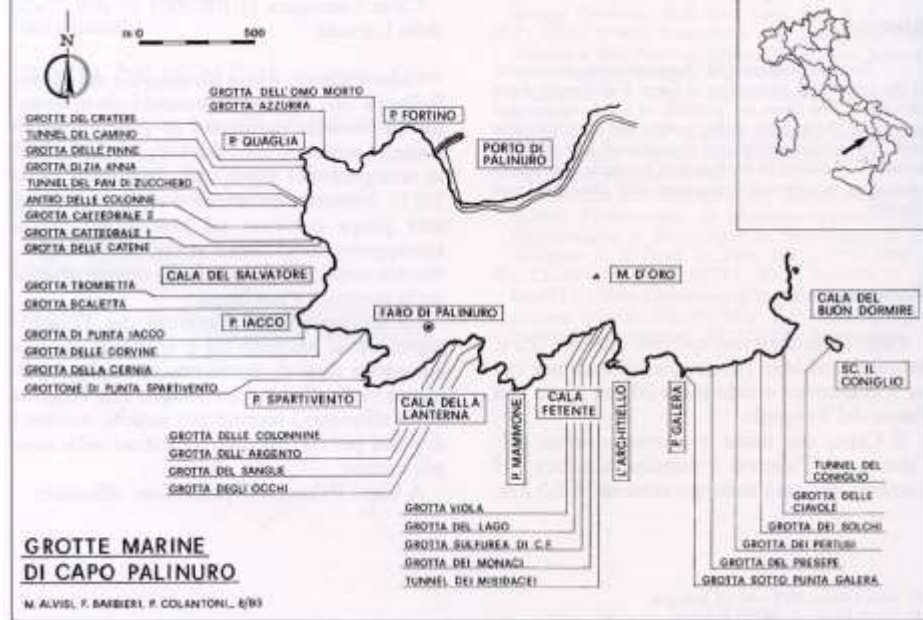 N
m 0 500
GROTTA DELL'OMO MORTO
GROTTA AZZURRA
P. FORTINO
P. QUAGLIA
PORTO DI
PALINURO
GROTTE DEL CRATERE
TUNNEL DEL CAMINO
GROTTA DELLE PINNE
GROTTA DI ZIA ANNA
TUNNEL DEL PAN DI ZUCCHERO
ANTRO DELLE COLONNE
GROTTA CATTEDRALE 2
GROTTA CATTEDRALE 1
GROTTA DELLE CATENE
CALA DEL SALVATORE
GROTTA TROMBETTA
GROTTA SCALETTA
P. IACCO
FARO DI PALINURO
M. D'ORO
CALA DEL
BUON DORMIRE
GROTTA DI PUNTA IACCO
GROTTA DELLE CORVINE
GROTTA DELLA CERNIA
GROTTONE DI PUNTA SPARTIVENTO
P. SPARTIVENTO
CALA DELLA
LANTERNA
P. MAMMONE
CALA
FETENTE
L'ARCHITIELLO
P. GALERA
SC. IL
CONIGLIO
GROTTA DELLE COLONNINE
GROTTA DELL'ARGENTO
GROTTA DEL SANGUE
GROTTA DEGLI OCCHI
GROTTA VIOLA
GROTTA DEL LAGO
GROTTA SULFUREA DI C.F.
GROTTA DEI MONACI
TUNNEL DEI MISIDACEI
TUNNEL DEL
CONIGLIO
GROTTA DELLE
CIAVOLE
GROTTA DEI SOLCHI
GROTTA DEI PERTUSI
GROTTA DEL PRESEPE
GROTTA SOTTO PUNTA GALERA
GROTTE MARINE
DI CAPO PALINURO
M. ALVISI, F. BARBIERI, P. COLANTONI_ 6/93